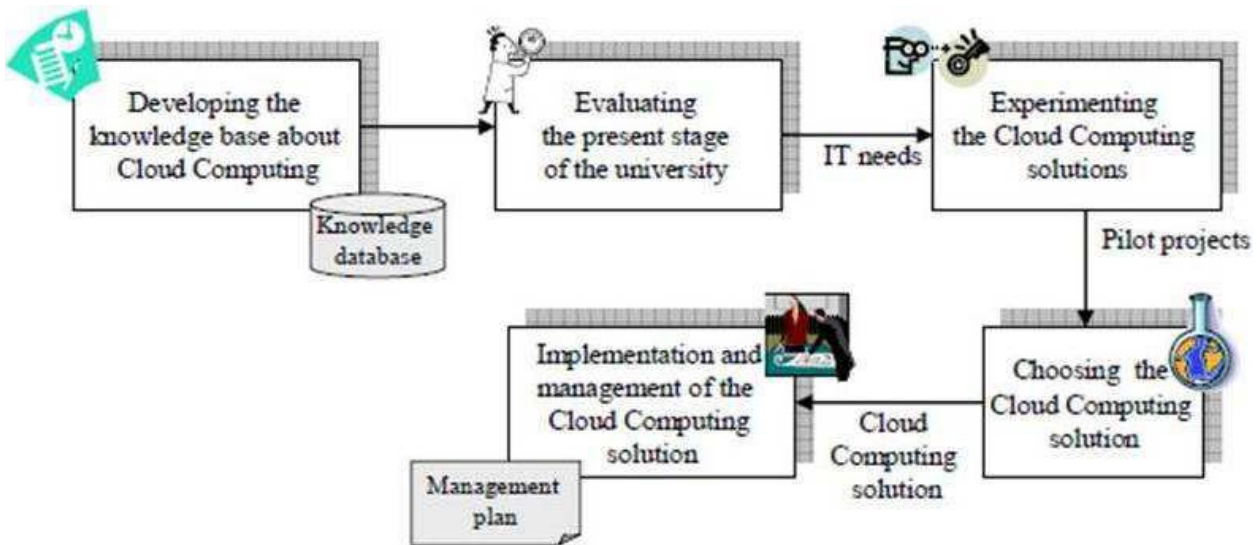 Developing the
knowledge base about
Cloud Computing
Knowledge
database
Evaluating
the present stage
of the university
IT needs
Experimenting
the Cloud Computing
solutions
Pilot projects
Choosing the
Cloud Computing
solution
Cloud
Computing
solution
Implementation and
management of the
Cloud Computing
solution
Management
plan